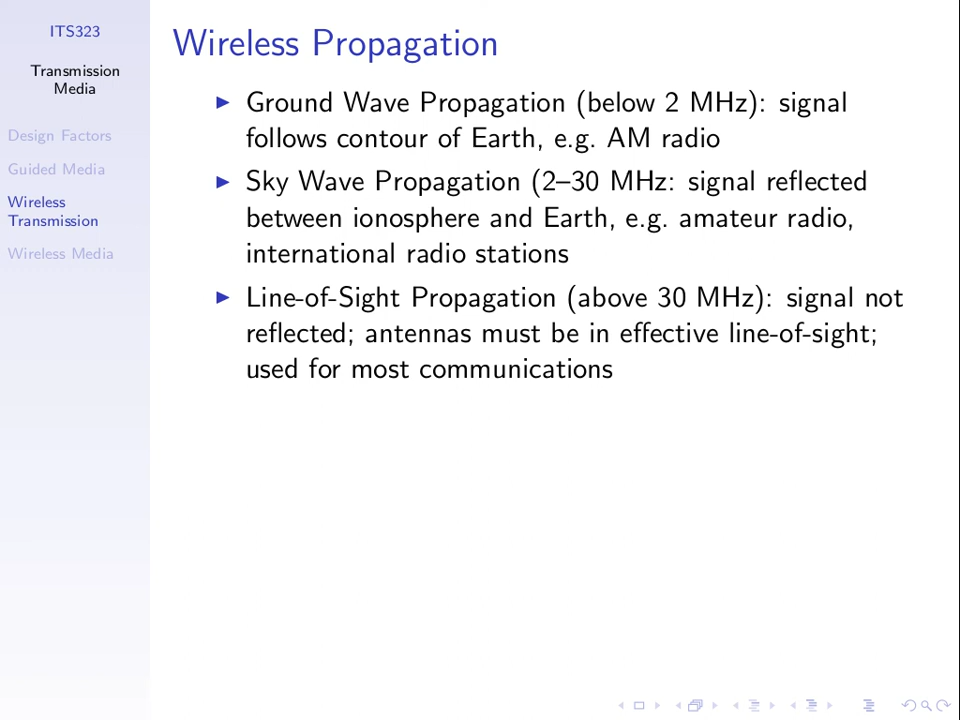 ITS323
Transmission
Media
Design Factors
Guided Media
Wireless
Transmission
Wireless Media
Wireless Propagation
Ground Wave Propagation (below 2 MHz): signal
follows contour of Earth, e.g. AM radio
Sky Wave Propagation (2–30 MHz: signal reflected
between ionosphere and Earth, e.g. amateur radio,
international radio stations
Line-of-Sight Propagation (above 30 MHz): signal not
reflected; antennas must be in effective line-of-sight;
used for most communications